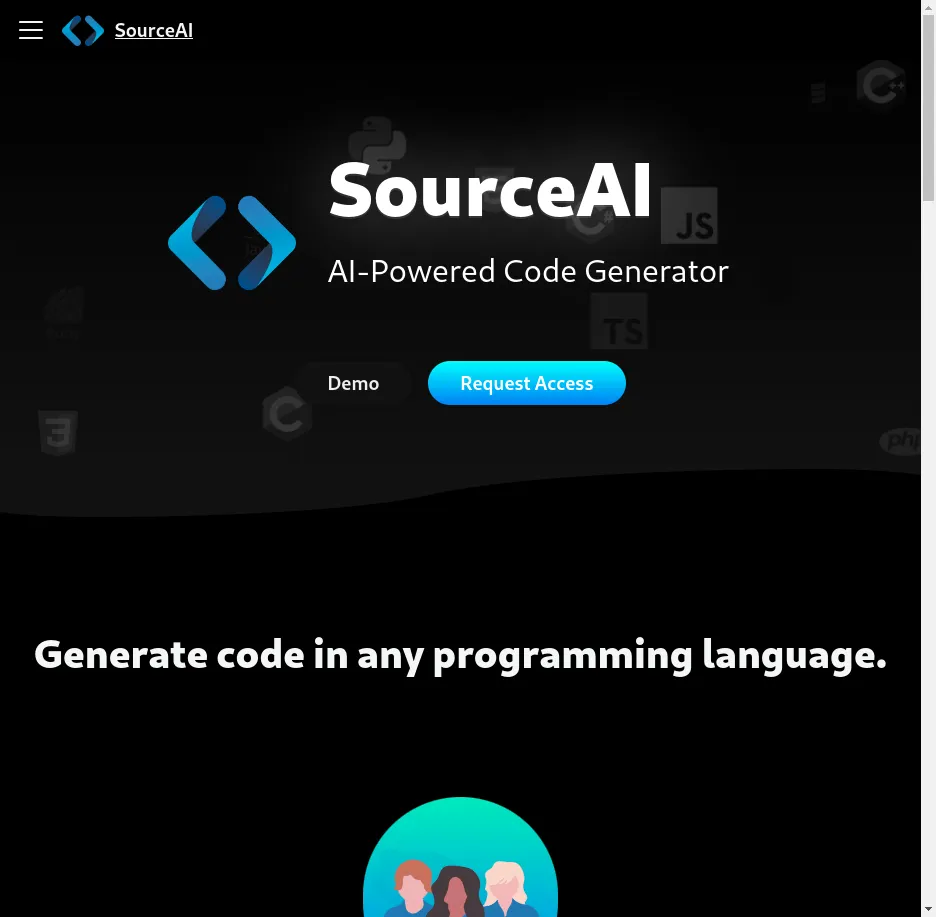 SourceAI
SourceAI
AI-Powered Code Generator
JS
TS
Demo
Request Access
php
Generate code in any programming language.